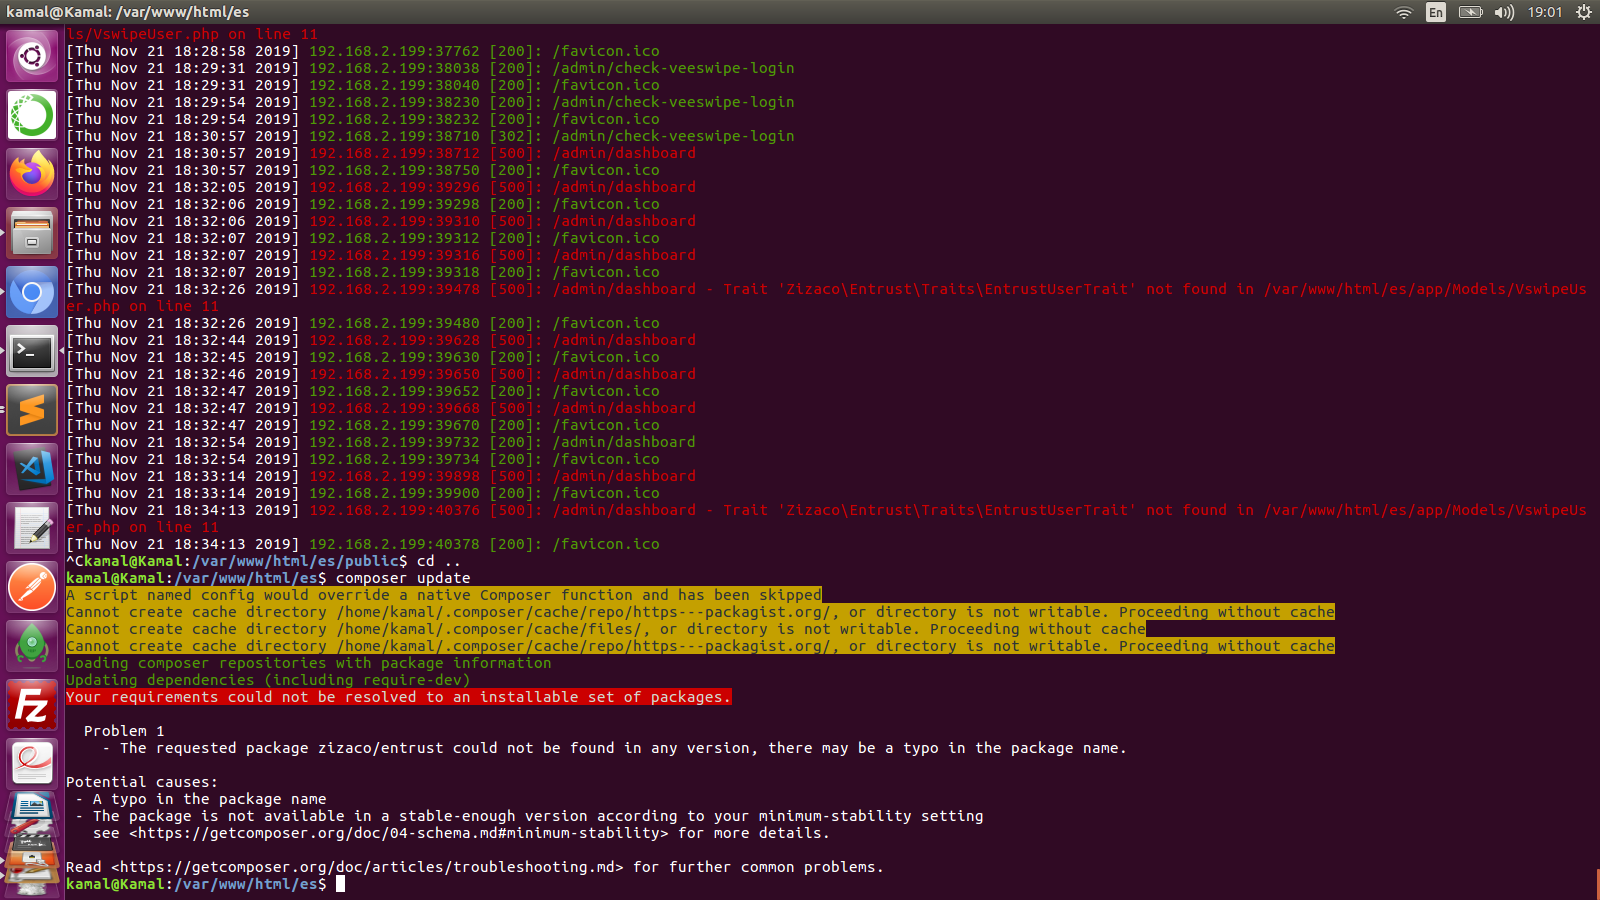 kamal@Kamal: /var/www/html/es
En
19:01
ls/VswipeUser.php on line 11
[Thu Nov 21 18:28:58 2019] 192.168.2.199:37762 [200]: /favicon.ico
[Thu Nov 21 18:29:31 2019] 192.168.2.199:38038 [200]: /admin/check-veeswipe-login
[Thu Nov 21 18:29:31 2019] 192.168.2.199:38040 [200]: /favicon.ico
[Thu Nov 21 18:29:54 2019] 192.168.2.199:38230 [200]: /admin/check-veeswipe-login
[Thu Nov 21 18:29:54 2019] 192.168.2.199:38232 [200]: /favicon.ico
[Thu Nov 21 18:30:57 2019] 192.168.2.199:38710 [302]: /admin/check-veeswipe-login
[Thu Nov 21 18:30:57 2019] 192.168.2.199:38712 [500]: /admin/dashboard
[Thu Nov 21 18:30:57 2019] 192.168.2.199:38750 [200]: /favicon.ico
[Thu Nov 21 18:32:05 2019] 192.168.2.199:39296 [500]: /admin/dashboard
[Thu Nov 21 18:32:06 2019] 192.168.2.199:39298 [200]: /favicon.ico
[Thu Nov 21 18:32:06 2019] 192.168.2.199:39310 [500]: /admin/dashboard
[Thu Nov 21 18:32:07 2019] 192.168.2.199:39312 [200]: /favicon.ico
[Thu Nov 21 18:32:07 2019] 192.168.2.199:39316 [500]: /admin/dashboard
[Thu Nov 21 18:32:07 2019] 192.168.2.199:39318 [200]: /favicon.ico
[Thu Nov 21 18:32:26 2019] 192.168.2.199:39478 [500]: /admin/dashboard - Trait 'Zizaco\Entrust\Traits\EntrustUserTrait' not found in /var/www/html/es/app/Models/VswipeUs
er.php on line 11
[Thu Nov 21 18:32:26 2019] 192.168.2.199:39480 [200]: /favicon.ico
[Thu Nov 21 18:32:44 2019] 192.168.2.199:39628 [500]: /admin/dashboard
[Thu Nov 21 18:32:45 2019] 192.168.2.199:39630 [200]: /favicon.ico
[Thu Nov 21 18:32:46 2019] 192.168.2.199:39650 [500]: /admin/dashboard
[Thu Nov 21 18:32:47 2019] 192.168.2.199:39652 [200]: /favicon.ico
[Thu Nov 21 18:32:47 2019] 192.168.2.199:39668 [500]: /admin/dashboard
[Thu Nov 21 18:32:47 2019] 192.168.2.199:39670 [200]: /favicon.ico
[Thu Nov 21 18:32:54 2019] 192.168.2.199:39732 [200]: /admin/dashboard
[Thu Nov 21 18:32:54 2019] 192.168.2.199:39734 [200]: /favicon.ico
[Thu Nov 21 18:33:14 2019] 192.168.2.199:39898 [500]: /admin/dashboard
[Thu Nov 21 18:33:14 2019] 192.168.2.199:39900 [200]: /favicon.ico
[Thu Nov 21 18:34:13 2019] 192.168.2.199:40376 [500]: /admin/dashboard - Trait 'Zizaco\Entrust\Traits\EntrustUserTrait' not found in /var/www/html/es/app/Models/VswipeUs
er.php on line 11
[Thu Nov 21 18:34:13 2019] 192.168.2.199:40378 [200]: /favicon.ico
^Ckamal@Kamal:/var/www/html/es/public$ cd ..
kamal@Kamal:/var/www/html/es$ composer update
A script named config would override a native Composer function and has been skipped
Cannot create cache directory /home/kamal/.composer/cache/repo/https---packagist.org/, or directory is not writable. Proceeding without cache
Cannot create cache directory /home/kamal/.composer/cache/files/, or directory is not writable. Proceeding without cache
Cannot create cache directory /home/kamal/.composer/cache/repo/https---packagist.org/, or directory is not writable. Proceeding without cache
Loading composer repositories with package information
Updating dependencies (including require-dev)
Your requirements could not be resolved to an installable set of packages.
Problem 1
- The requested package zizaco/entrust could not be found in any version, there may be a typo in the package name.
Potential causes:
- A typo in the package name
- The package is not available in a stable-enough version according to your minimum-stability setting
see <https://getcomposer.org/doc/04-schema.md#minimum-stability> for more details.
Read <https://getcomposer.org/doc/articles/troubleshooting.md> for further common problems.
kamal@Kamal:/var/www/html/es$